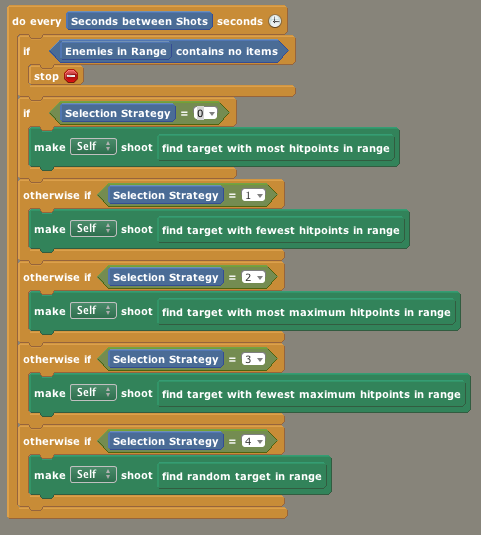 do every Seconds between Shots seconds
if Enemies in Range contains no items
stop
if Selection Strategy = 0
make Self shoot find target with most hitpoints in range
otherwise if Selection Strategy = 1
make Self shoot find target with fewest hitpoints in range
otherwise if Selection Strategy = 2
make Self shoot find target with most maximum hitpoints in range
otherwise if Selection Strategy = 3
make Self shoot find target with fewest maximum hitpoints in range
otherwise if Selection Strategy = 4
make Self shoot find random target in range